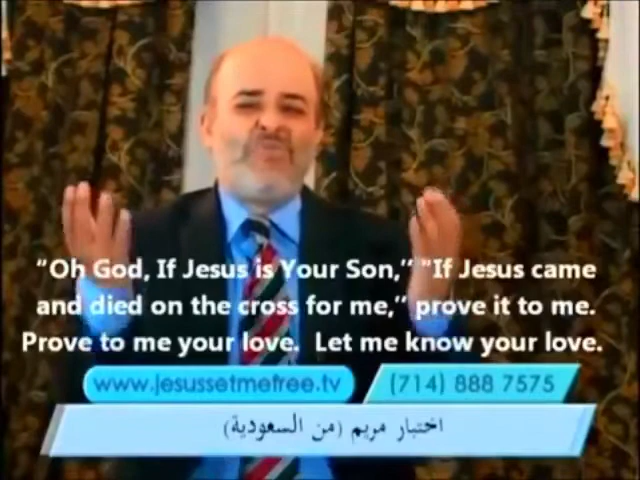 “Oh God, If Jesus is Your Son,’’ "If Jesus came
and died on the cross for me,’’ prove it to me.
Prove to me your love. Let me know your love.
www.jesussetmefree.tv (714) 888 7575
اختبار مريم (من السعودية)